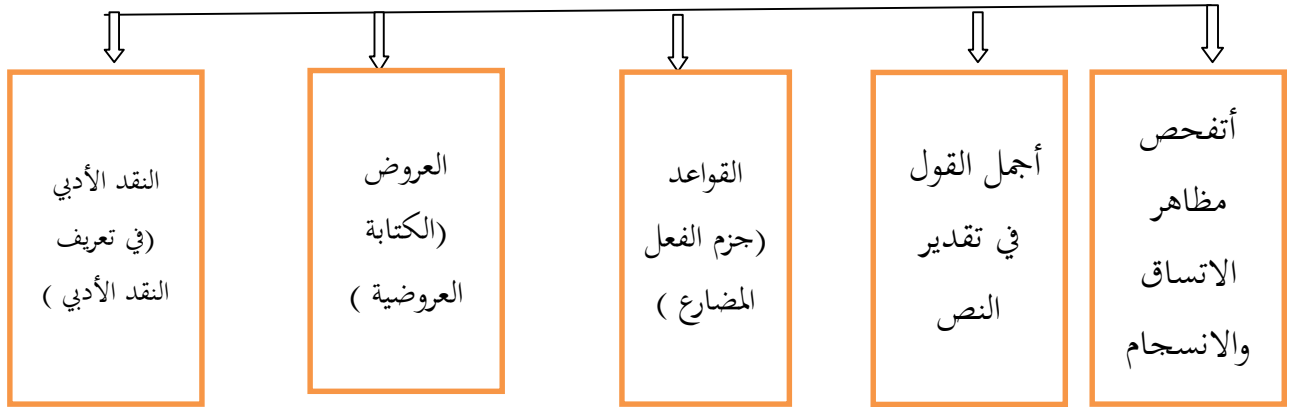 أتفحص
مظاهر
الاتساق
والانسجام
أجمل القول
في تقدير
النص
القواعد
(جزم الفعل
المضارع )
العروض
(الكتابة
العروضية )
النقد الأدبي
(في تعريف
النقد الأدبي )